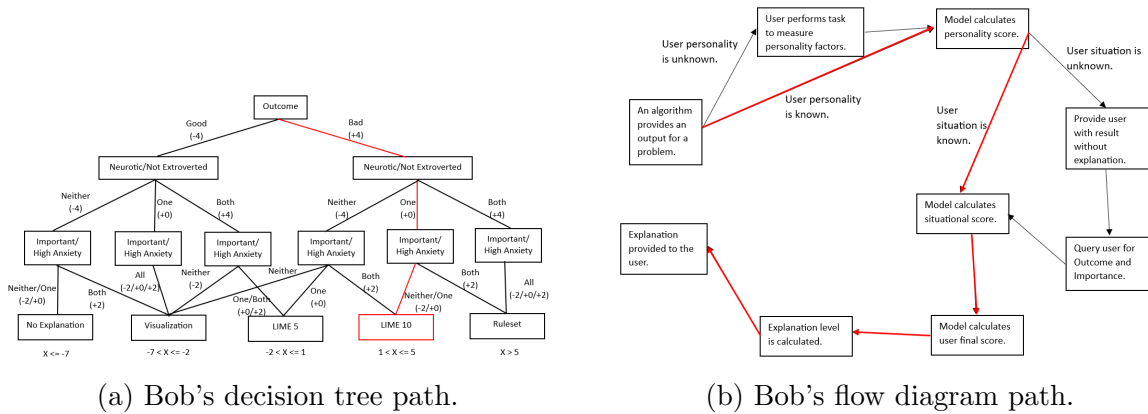 Outcome
Good
(-4)
Bad
(+4)
Neurotic/Not Extroverted
Neurotic/Not Extroverted
Neither
(-4)
One
(+0)
Both
(+4)
Neither
(-4)
One
(+0)
Both
(+4)
Important/
High Anxiety
Important/
High Anxiety
Important/
High Anxiety
Important/
High Anxiety
Important/
High Anxiety
Important/
High Anxiety
Neither/One
(-2/+0)
Both
(+2)
All
(-2/+0/+2)
Neither
(-2)
One/Both
(+0/+2)
Neither
One
(+0)
Both
(+2)
Neither/One
(-2/+0)
Both
(+2)
All
(-2/+0/+2)
No Explanation
Visualization
LIME 5
LIME 10
Ruleset
X <= -7
-7 < X <= -2
-2 < X <= 1
1 < X <= 5
X > 5
(a) Bob's decision tree path.
User performs task
to measure
personality factors.
Model calculates
personality score.
User personality
is unknown.
User situation is
unknown.
An algorithm
provides an
output for a
problem.
User personality
is known.
User
situation is
known.
Provide user
with result
without
explanation.
Model calculates
situational score.
Explanation
provided to the
user.
Query user for
Outcome and
Importance.
Explanation level
is calculated.
Model calculates
user final score.
(b) Bob's flow diagram path.